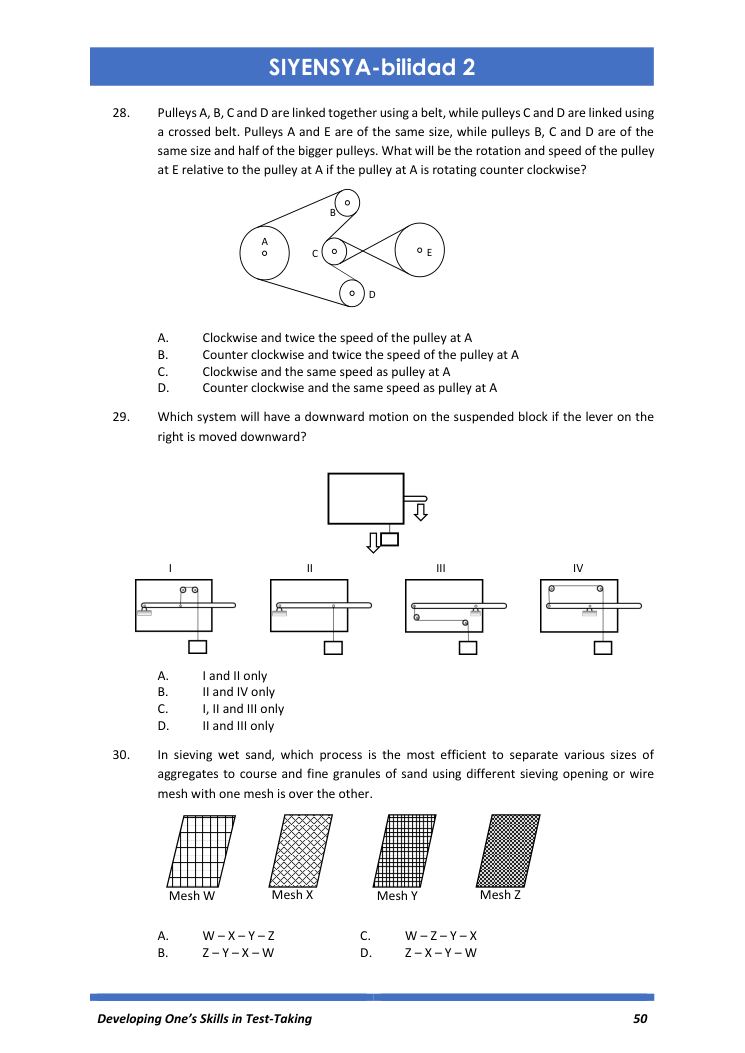 SIYENSYA-bilidad 2
28. Pulleys A, B, C and D are linked together using a belt, while pulleys C and D are linked using
a crossed belt. Pulleys A and E are of the same size, while pulleys B, C and D are of the
same size and half of the bigger pulleys. What will be the rotation and speed of the pulley
at E relative to the pulley at A if the pulley at A is rotating counter clockwise?
B
A
C
E
D
A. Clockwise and twice the speed of the pulley at A
B. Counter clockwise and twice the speed of the pulley at A
C. Clockwise and the same speed as pulley at A
D. Counter clockwise and the same speed as pulley at A
29. Which system will have a downward motion on the suspended block if the lever on the
right is moved downward?
I II III IV
A. I and II only
B. II and IV only
C. I, II and III only
D. II and III only
30. In sieving wet sand, which process is the most efficient to separate various sizes of
aggregates to course and fine granules of sand using different sieving opening or wire
mesh with one mesh is over the other.
Mesh W Mesh X Mesh Y Mesh Z
A. W – X – Y – Z C. W – Z – Y – X
B. Z – Y – X – W D. Z – X – Y – W
Developing One's Skills in Test-Taking 50